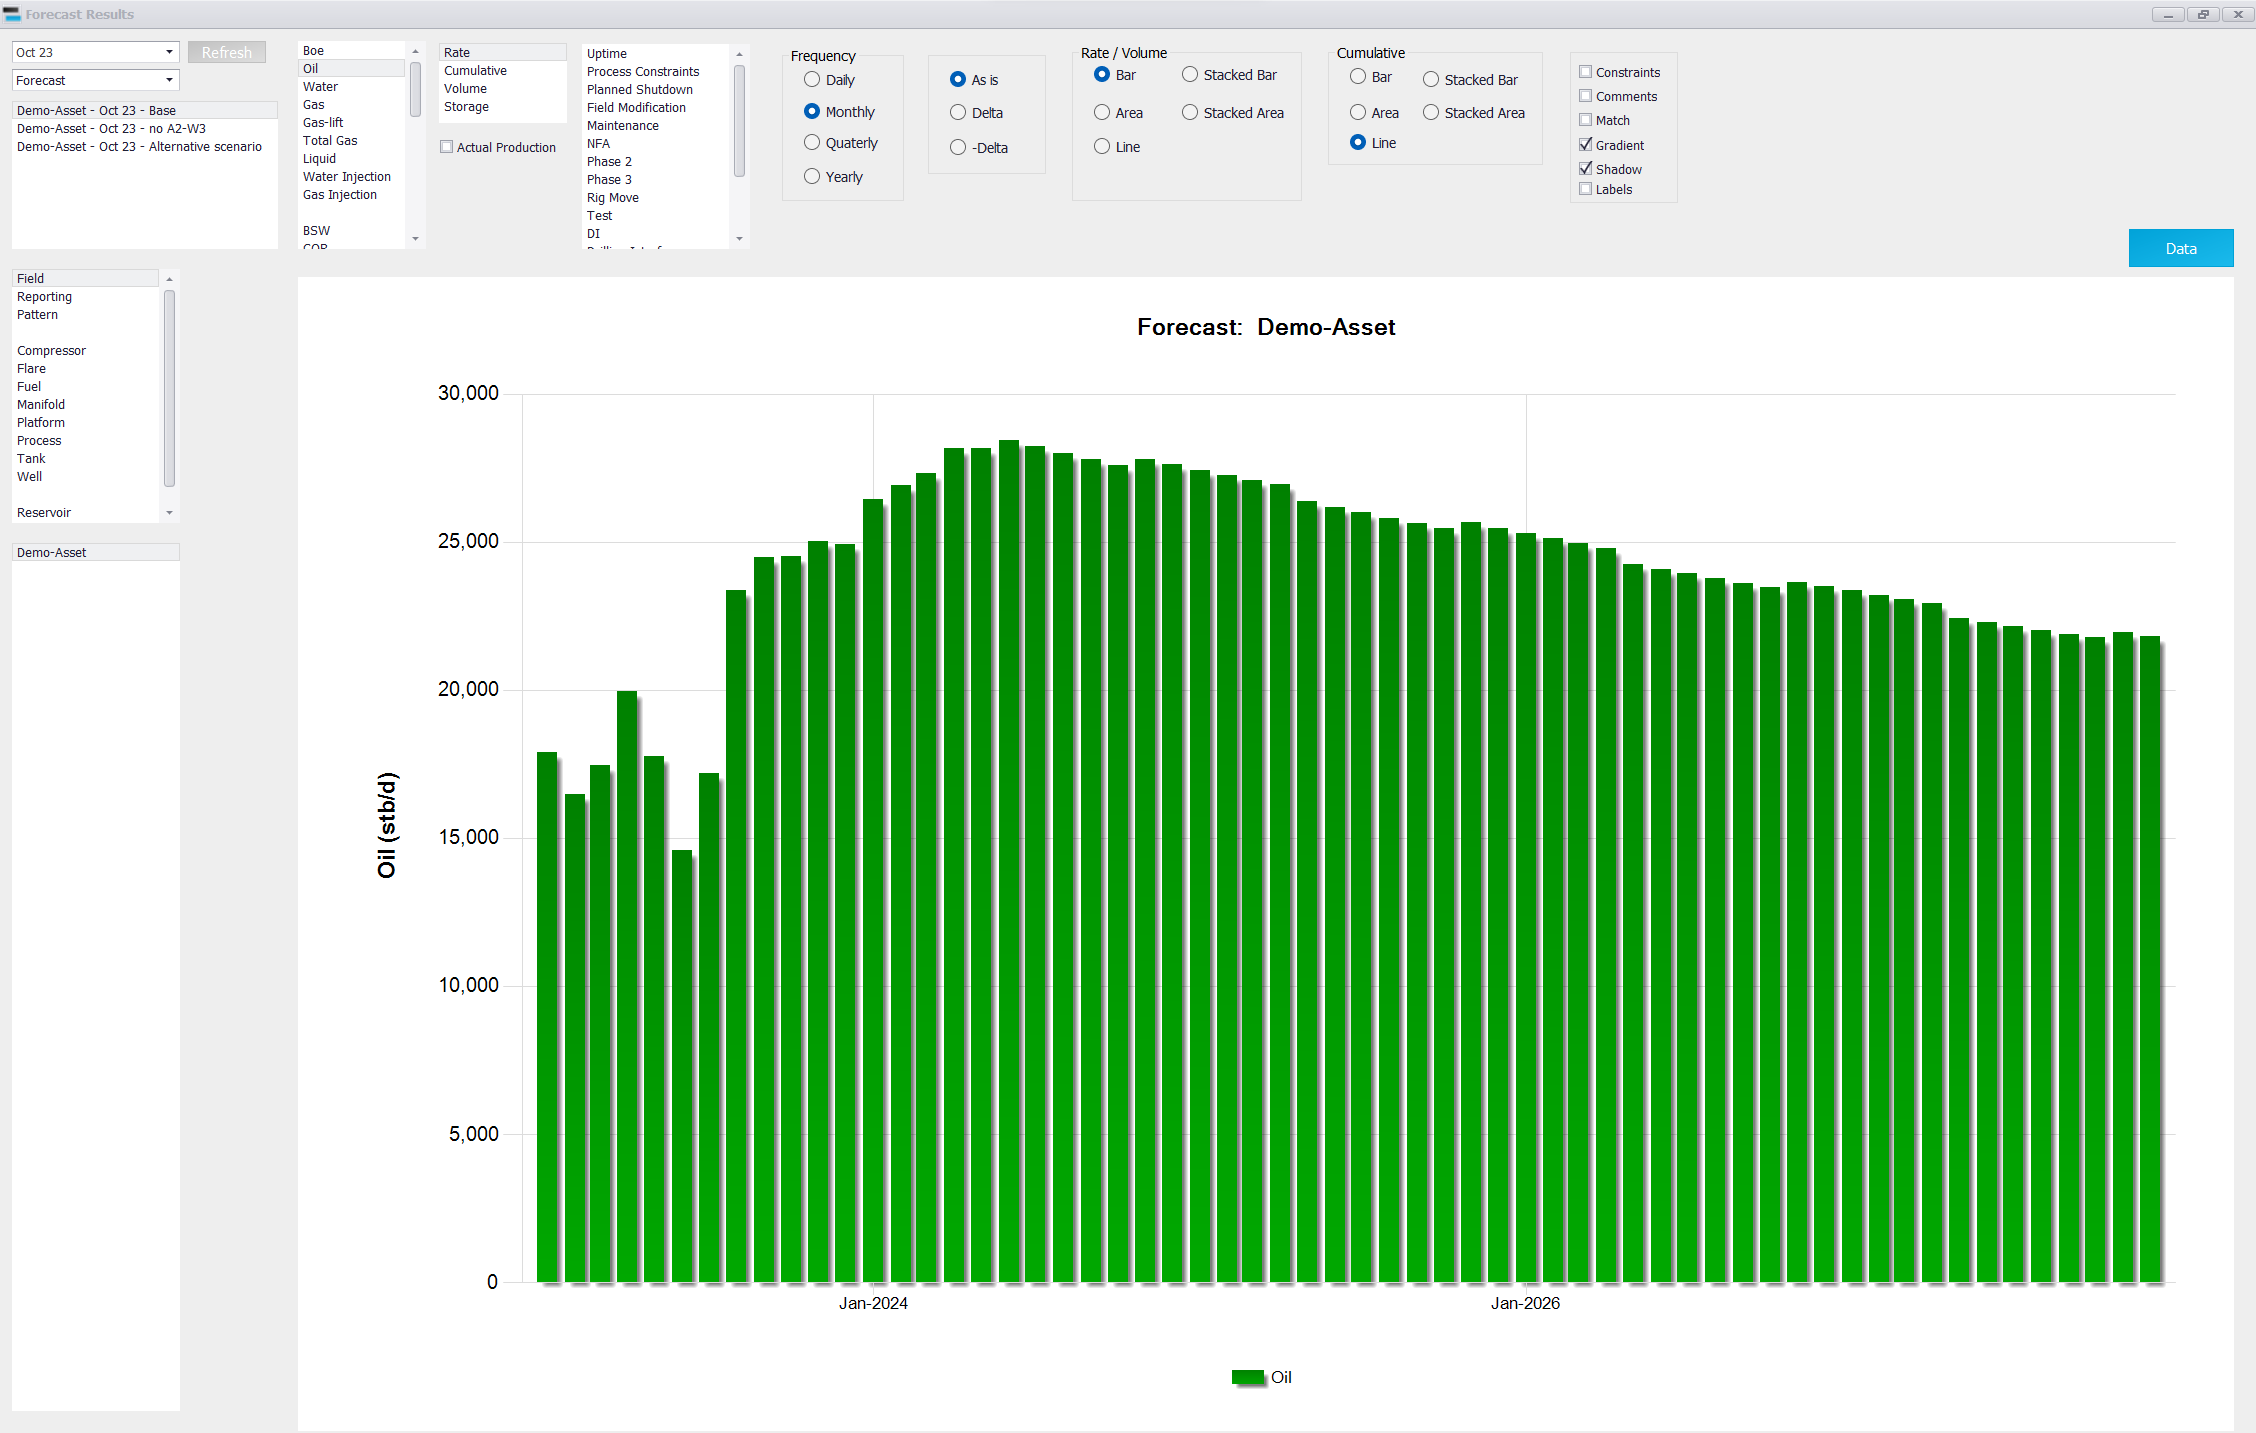 Forecast Results
Oct 23
Refresh
Forecast
Demo-Asset - Oct 23 - Base
Demo-Asset - Oct 23 - no A2-W3
Demo-Asset - Oct 23 - Alternative scenario
Boe
Oil
Water
Gas
Gas-lift
Total Gas
Liquid
Water Injection
Gas Injection
BSW
Rate
Cumulative
Volume
Storage
Actual Production
Uptime
Process Constraints
Planned Shutdown
Field Modification
Maintenance
NFA
Phase 2
Phase 3
Rig Move
Test
DI
Frequency
Daily
Monthly
Quaterly
Yearly
As is
Delta
-Delta
Rate / Volume
Bar
Stacked Bar
Area
Stacked Area
Line
Cumulative
Bar
Stacked Bar
Area
Stacked Area
Line
Constraints
Comments
Match
Gradient
Shadow
Labels
Data
Field
Reporting
Pattern
Compressor
Flare
Fuel
Manifold
Platform
Process
Tank
Well
Reservoir
Demo-Asset
Forecast: Demo-Asset
30,000
25,000
20,000
15,000
10,000
5,000
0
Oil (stb/d)
Jan-2024
Jan-2026
Oil